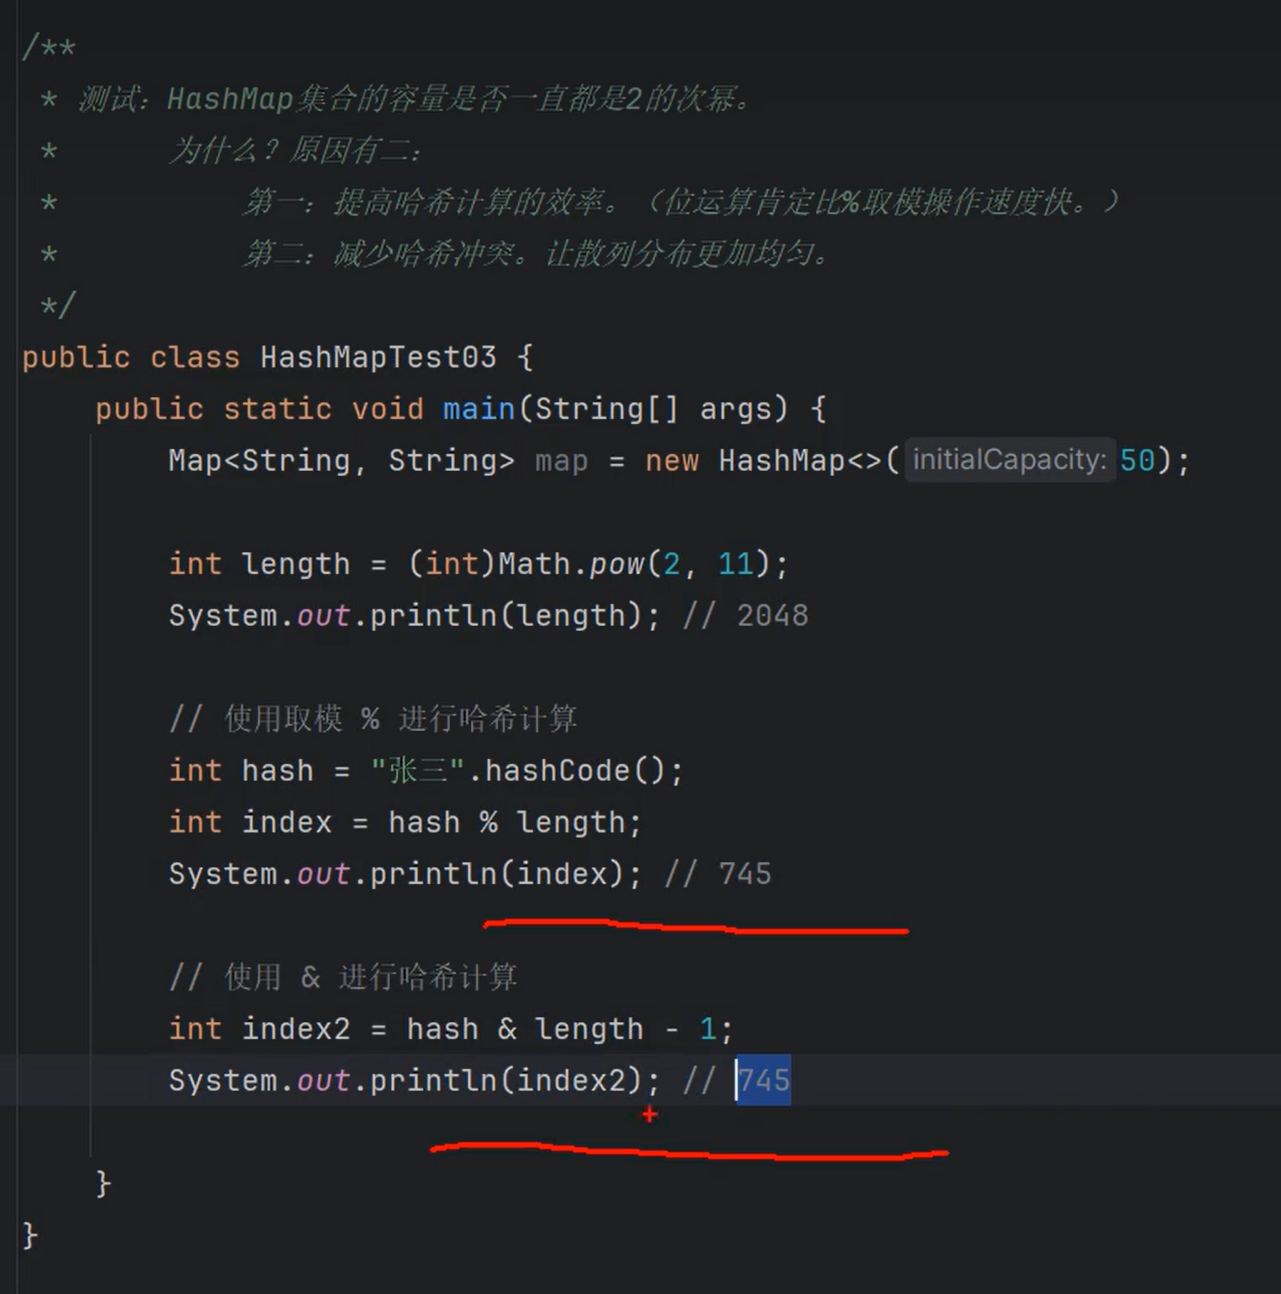 /**
* 测试：HashMap集合的容量是否一直都是2的次幂。
* 为什么？原因有二：
* 第一：提高哈希计算的效率。（位运算肯定比%取模操作速度快。）
* 第二：减少哈希冲突。让散列分布更加均匀。
*/
public class HashMapTest03 {
public static void main(String[] args) {
Map<String, String> map = new HashMap<>( initialCapacity: 50);
int length = (int)Math.pow(2, 11);
System.out.println(length); // 2048
// 使用取模 % 进行哈希计算
int hash = "张三".hashCode();
int index = hash % length;
System.out.println(index); // 745
// 使用 & 进行哈希计算
int index2 = hash & length - 1;
System.out.println(index2); // 745
}
}